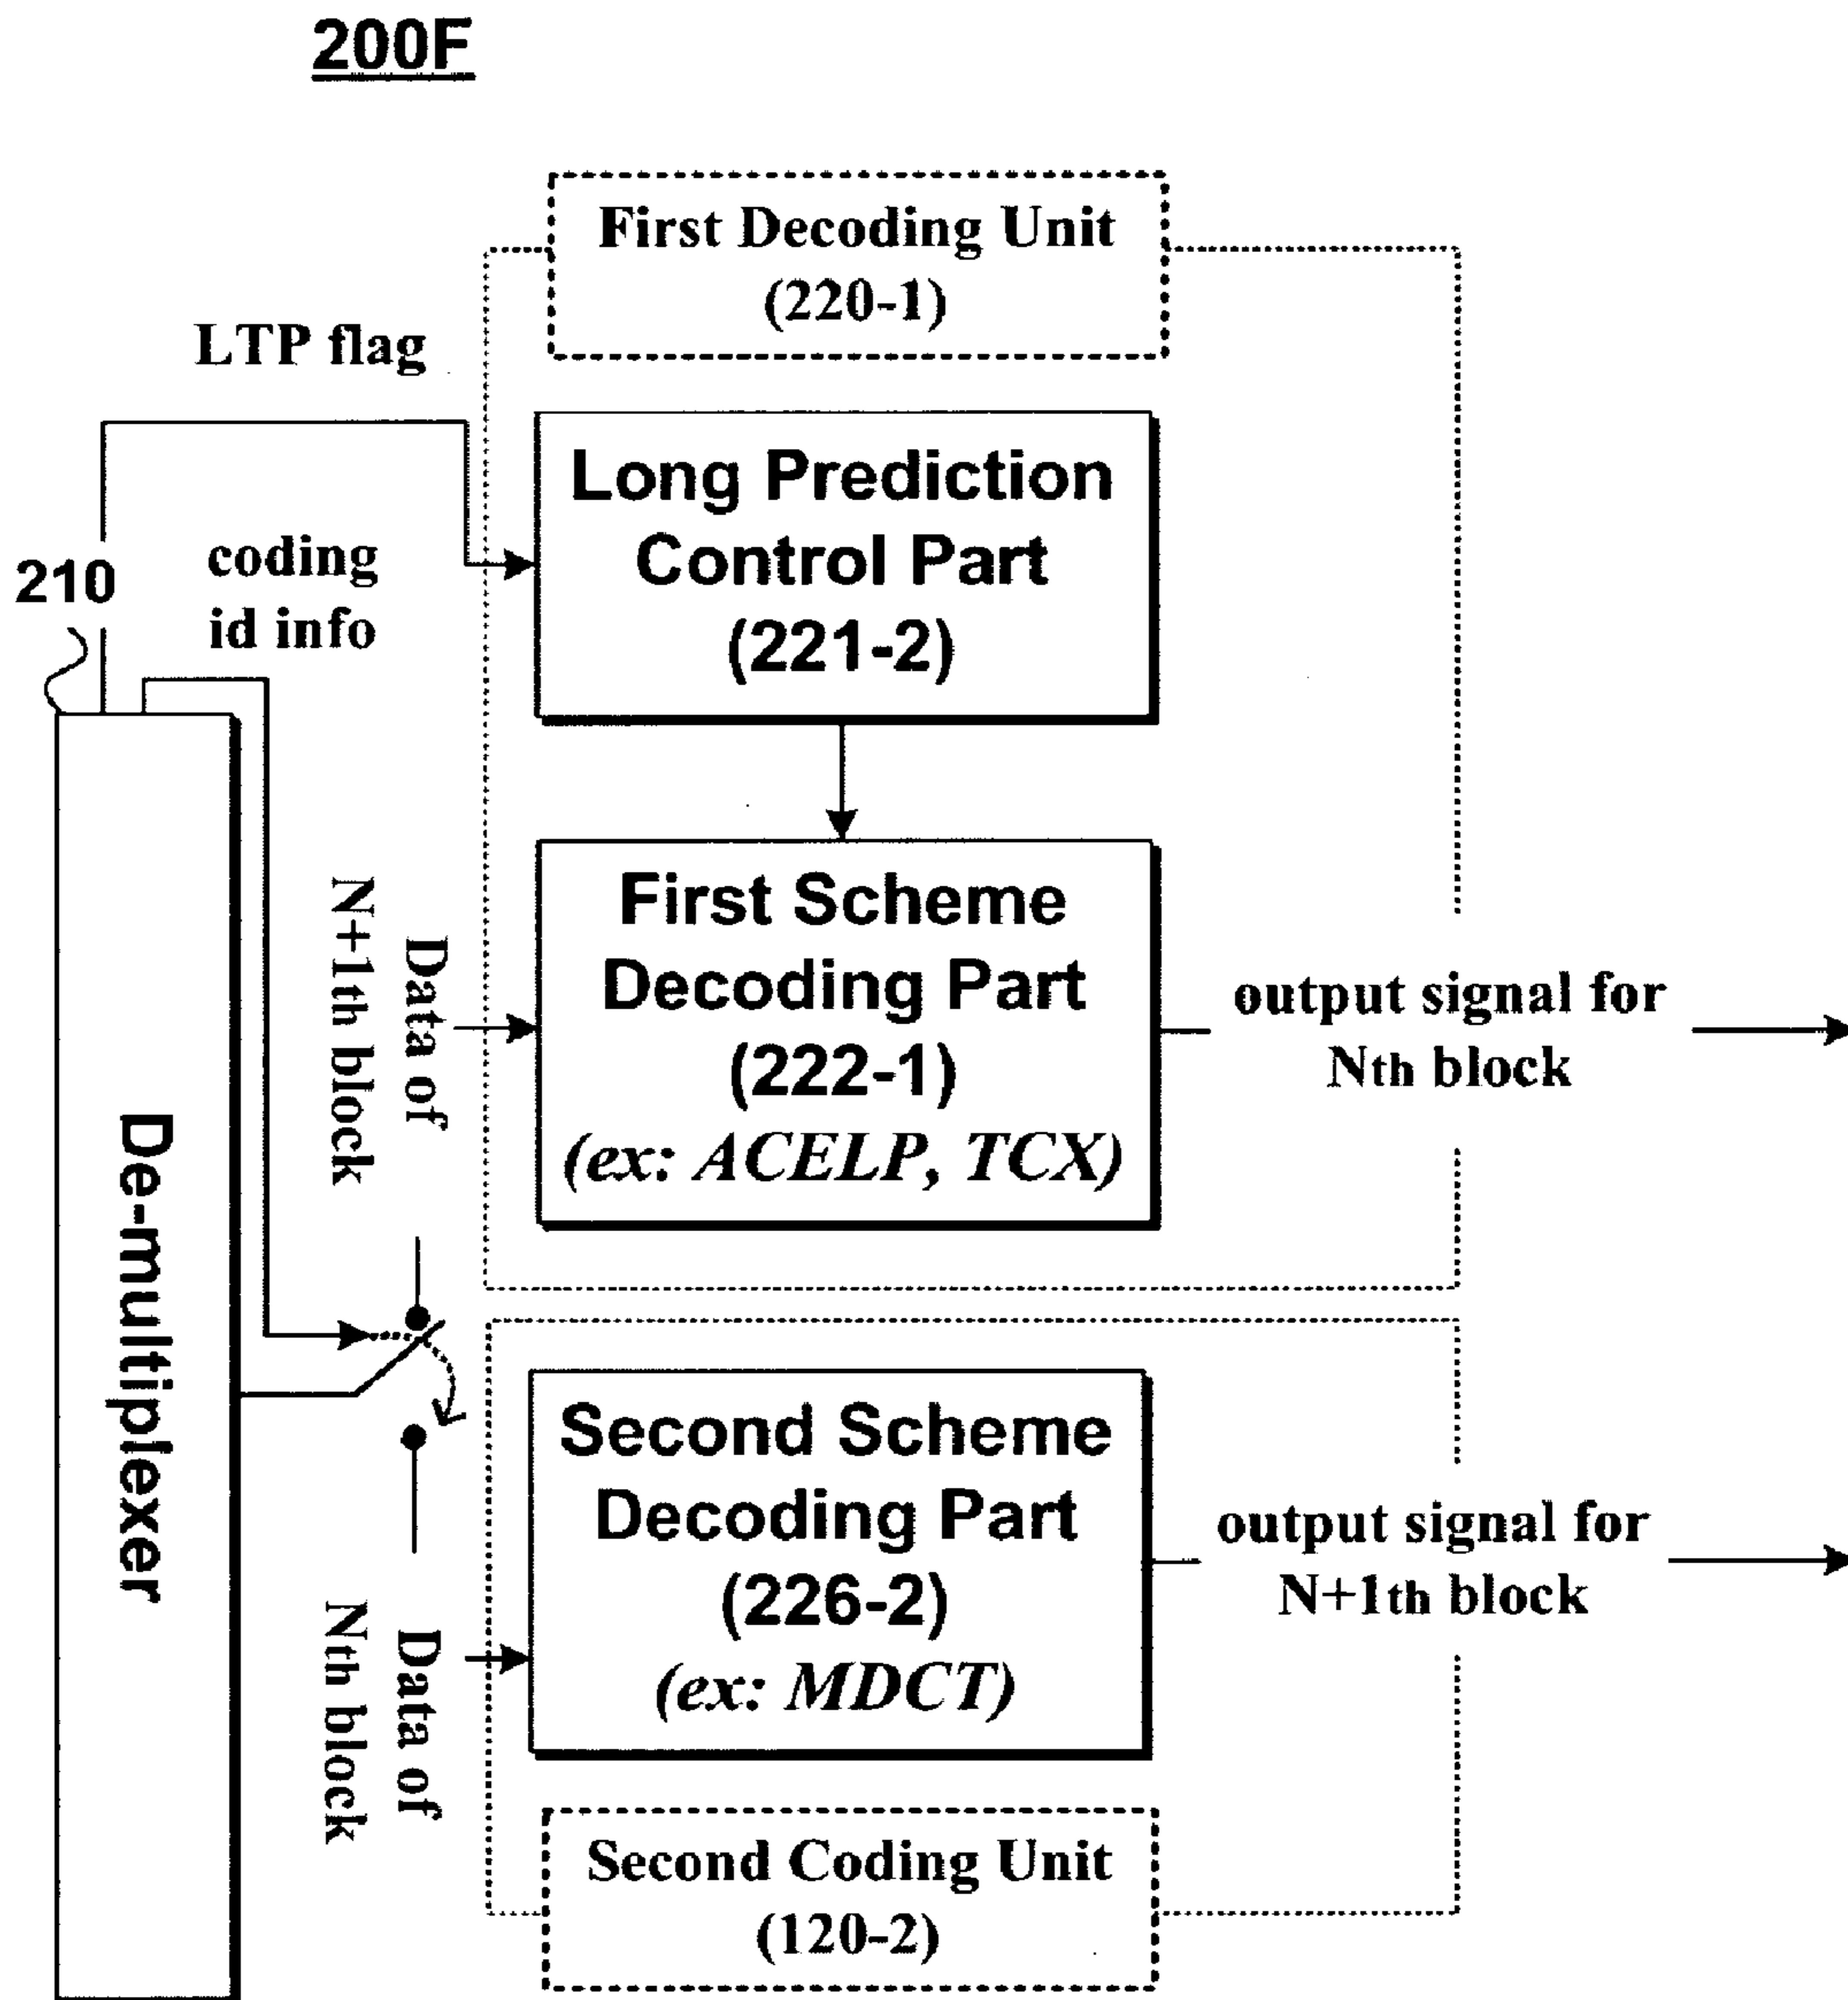 200F
First Decoding Unit
(220-1)
LTP flag
Long Prediction
Control Part
(221-2)
210
coding
id info
First Scheme
Decoding Part
(222-1)
(ex: ACELP, TCX)
Data of
N+1th block
output signal for
Nth block
De-multiplexer
Second Scheme
Decoding Part
(226-2)
(ex: MDCT)
Data of
Nth block
output signal for
N+1th block
Second Coding Unit
(120-2)